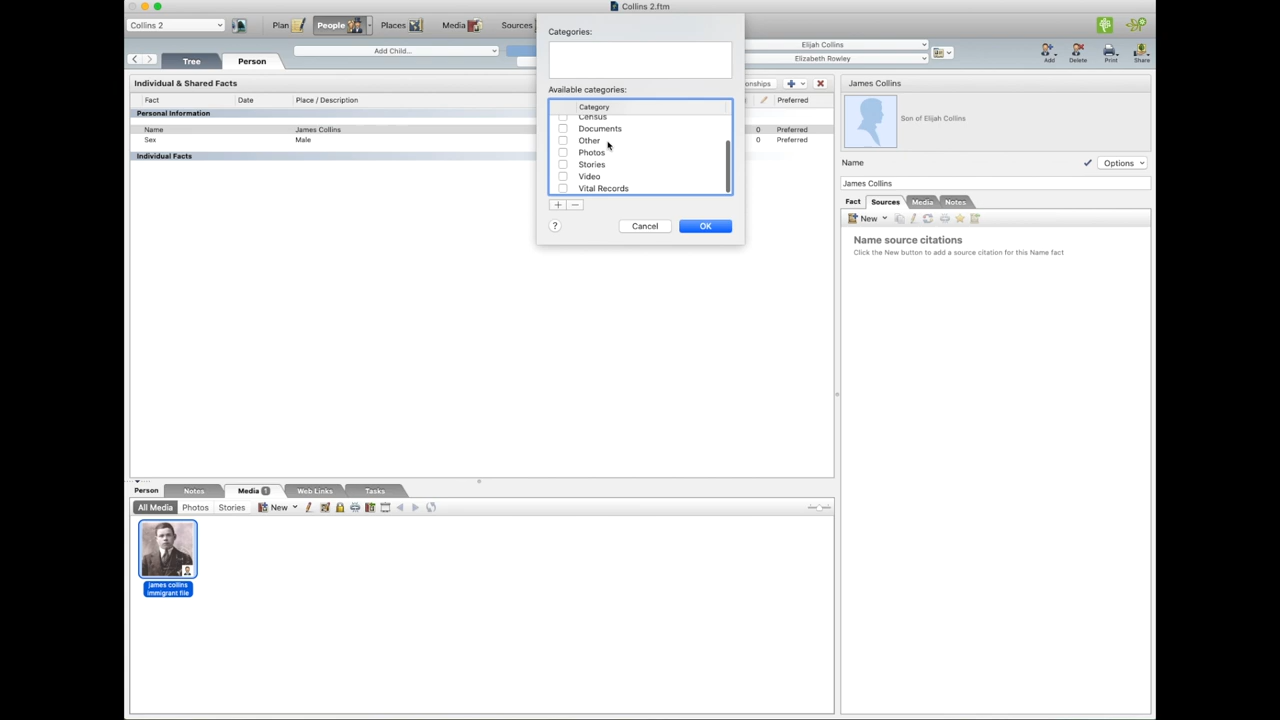 Collins 2.ftm
Collins 2
Plan
People
Places
Media
Sources
Categories:
Add Child...
Elijah Collins
Elizabeth Rowley
Add
Delete
Print
Share
Tree
Person
Individual & Shared Facts
onships
Fact
Date
Place / Description
Preferred
Personal Information
Name
James Collins
0
Preferred
Sex
Male
0
Preferred
Individual Facts
Available categories:
Category
Census
Documents
Other
Photos
Stories
Video
Vital Records
+
−
?
Cancel
OK
James Collins
Son of Elijah Collins
Name
Options
James Collins
Fact
Sources
Media
Notes
New
Name source citations
Click the New button to add a source citation for this Name fact
Person
Notes
Media 1
Web Links
Tasks
All Media
Photos
Stories
New
james collins
immigrant file